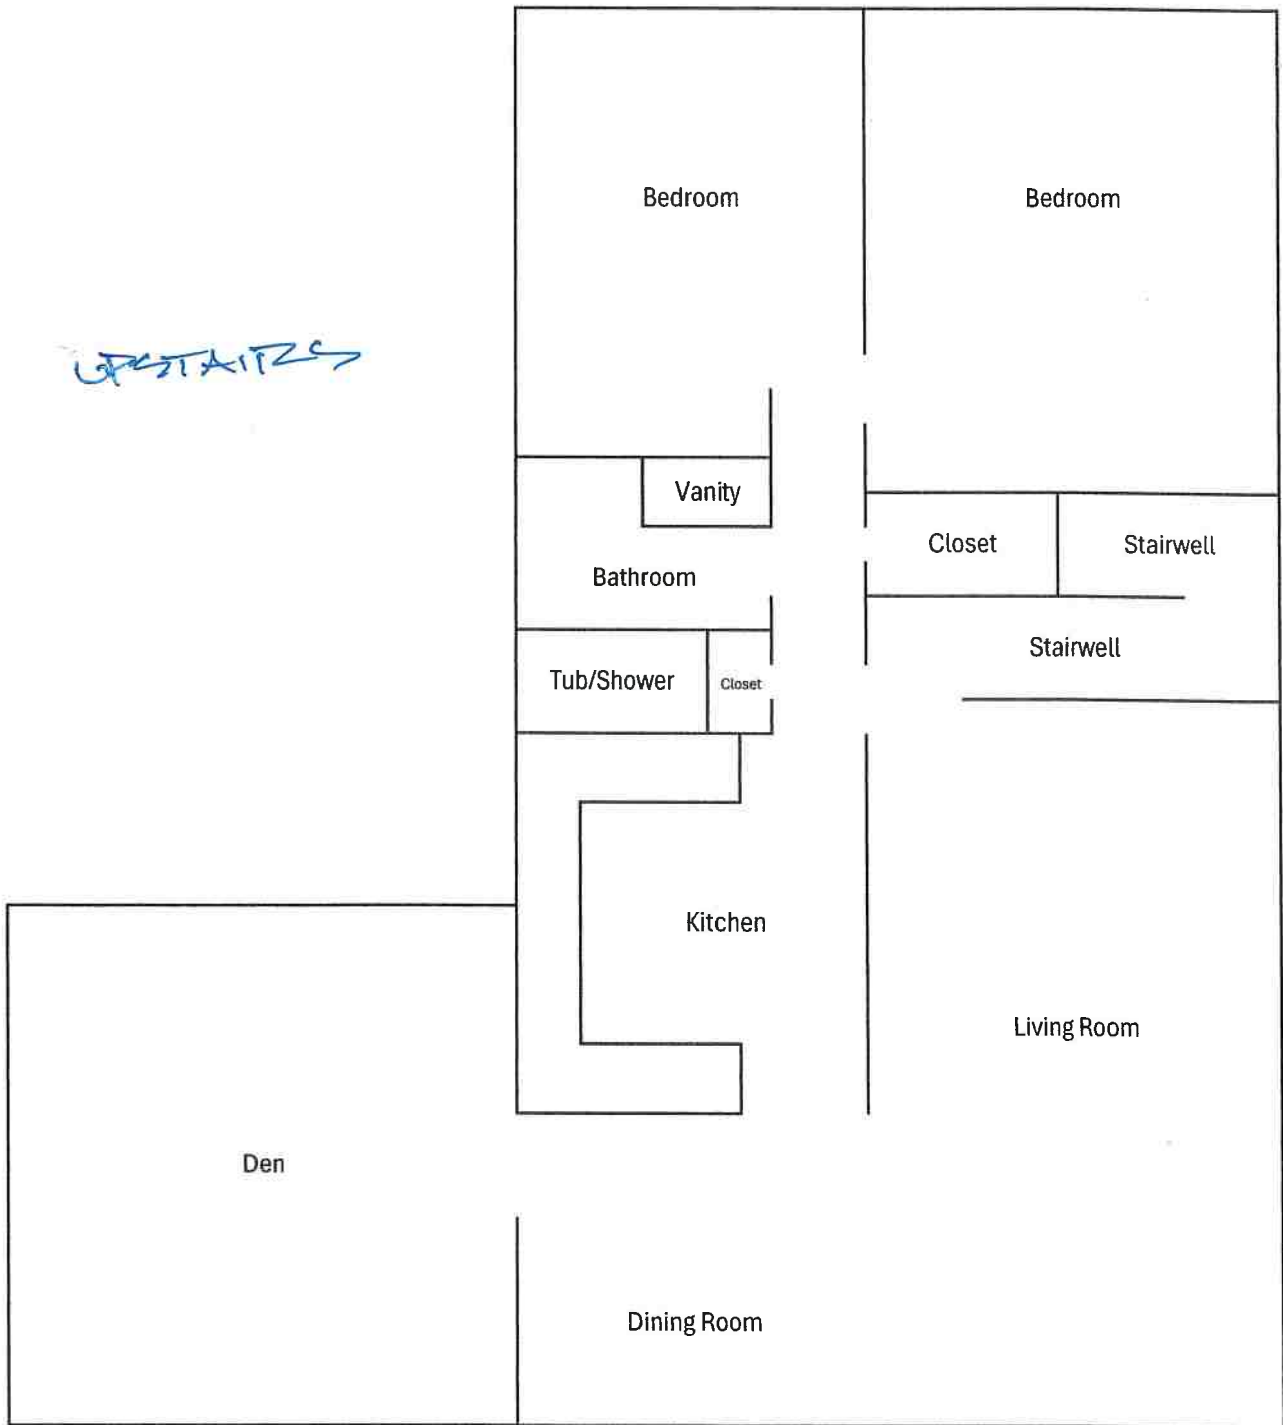 Bedroom
Bedroom
UPSTAIRS
Vanity
Closet
Stairwell
Bathroom
Stairwell
Tub/Shower
Closet
Kitchen
Living Room
Den
Dining Room